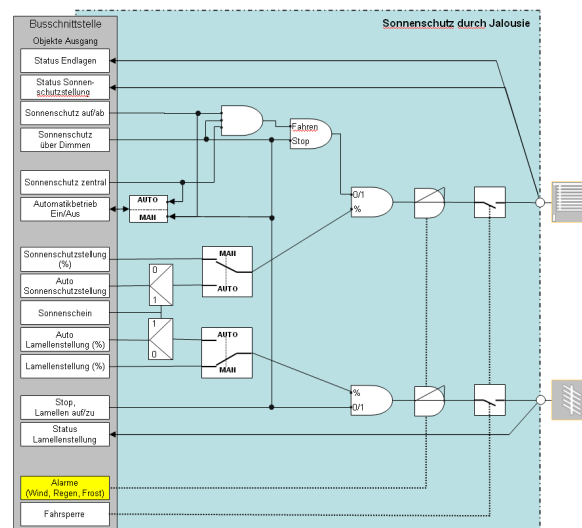 Busschnittstelle
Sonnenschutz durch Jalousie
Objekte Ausgang
Status Endlagen
Status Sonnen-
schutzstellung
Sonnenschutz auf/ab
Sonnenschutz
über Dimmen
Fahren
Stop
Sonnenschutz zentral
Automatikbetrieb
Ein/Aus
AUTO
MAN
0/1
%
Sonnenschutzstellung
(%)
Auto
Sonnenschutzstellung
Sonnenschein
Auto
Lamellenstellung (%)
Lamellenstellung (%)
0
1
MAN
AUTO
1
0
AUTO
MAN
Stop,
Lamellen auf/zu
Status
Lamellenstellung
%
0/1
Alarme
(Wind, Regen, Frost)
Fahrsperre